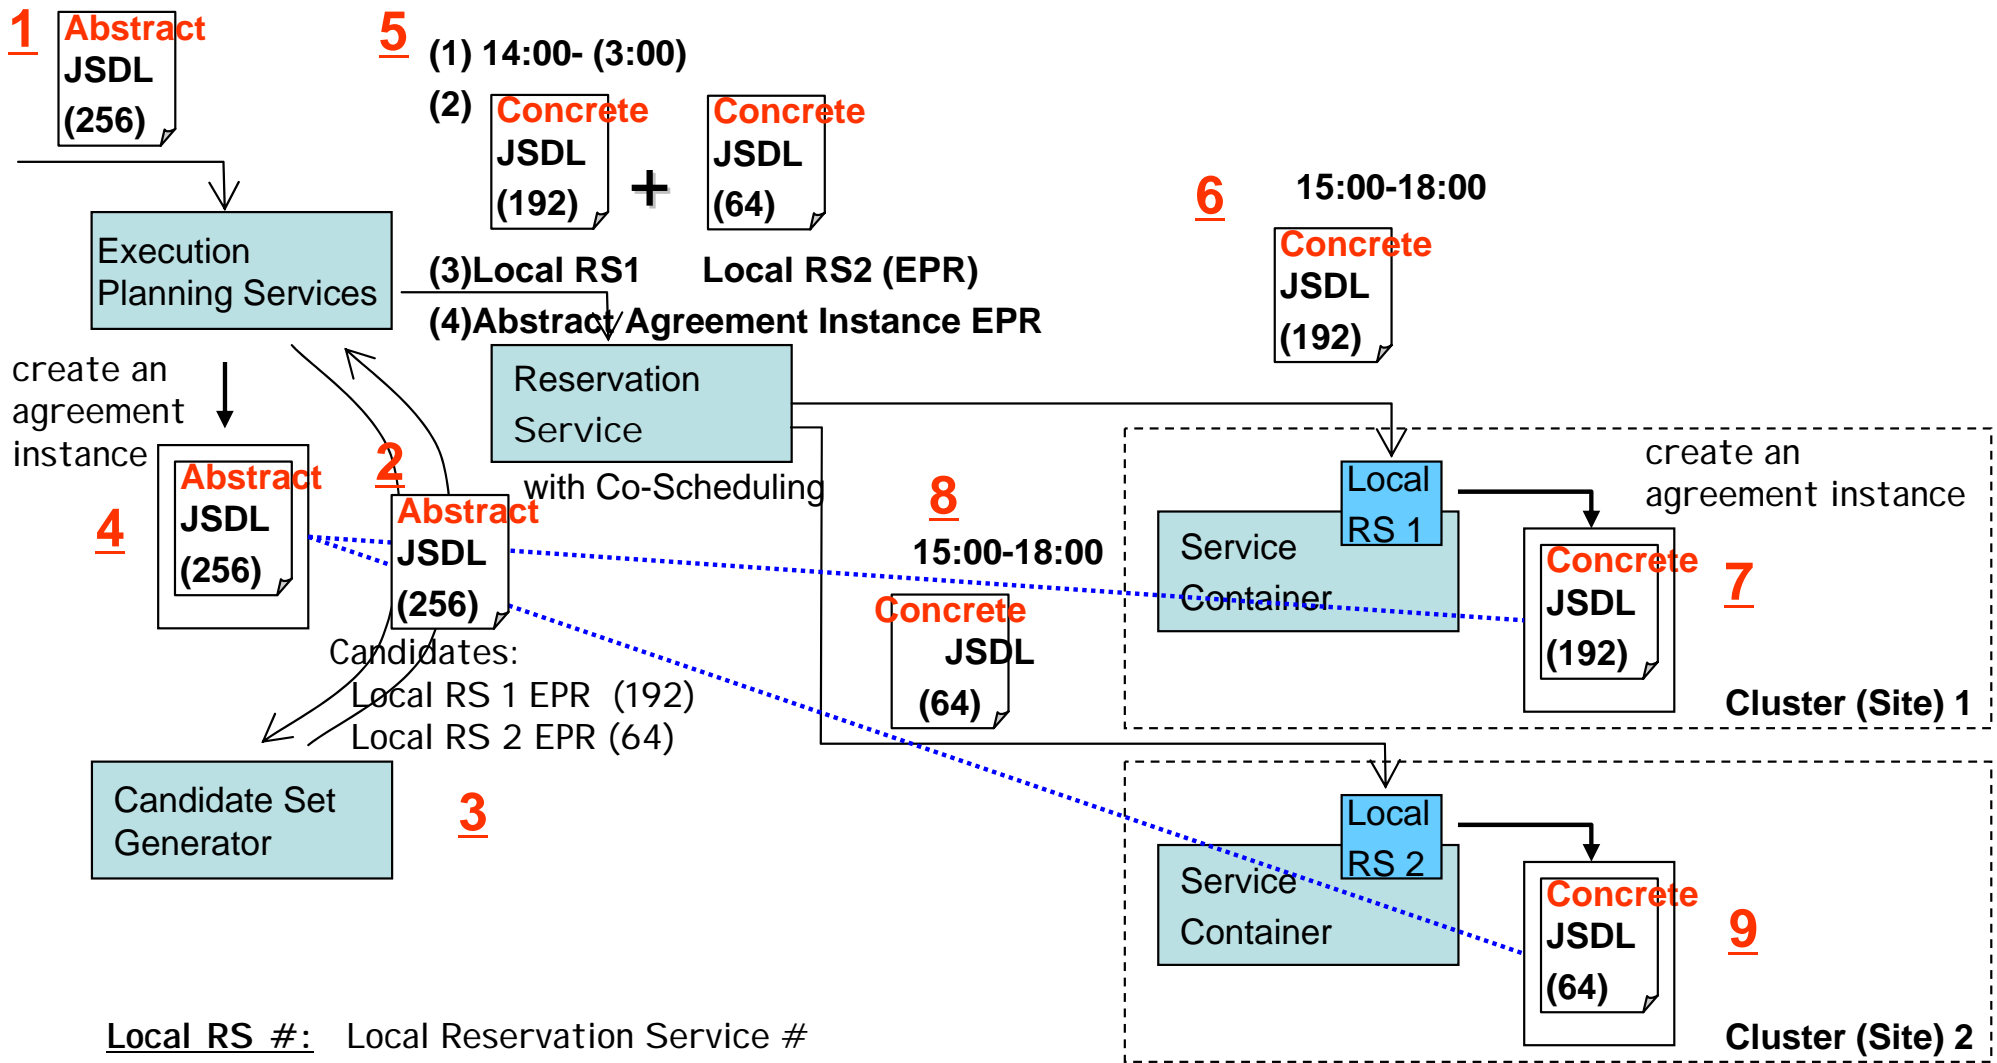 1
Abstract
JSDL
(256)
5
(1) 14:00- (3:00)
(2)
Concrete
JSDL
(192)
+
Concrete
JSDL
(64)
(3)Local RS1 Local RS2 (EPR)
(4)Abstract Agreement Instance EPR
6
15:00-18:00
Concrete
JSDL
(192)
Execution
Planning Services
create an
agreement
instance
Reservation
Service
with Co-Scheduling
4
Abstract
JSDL
(256)
2
Abstract
JSDL
(256)
Candidates:
Local RS 1 EPR (192)
Local RS 2 EPR (64)
Candidate Set
Generator
3
8
15:00-18:00
Concrete
JSDL
(64)
Local
RS 1
Service
Container
create an
agreement instance
Concrete
JSDL
(192)
7
Cluster (Site) 1
Local
RS 2
Service
Container
Concrete
JSDL
(64)
9
Cluster (Site) 2
Local RS #: Local Reservation Service #